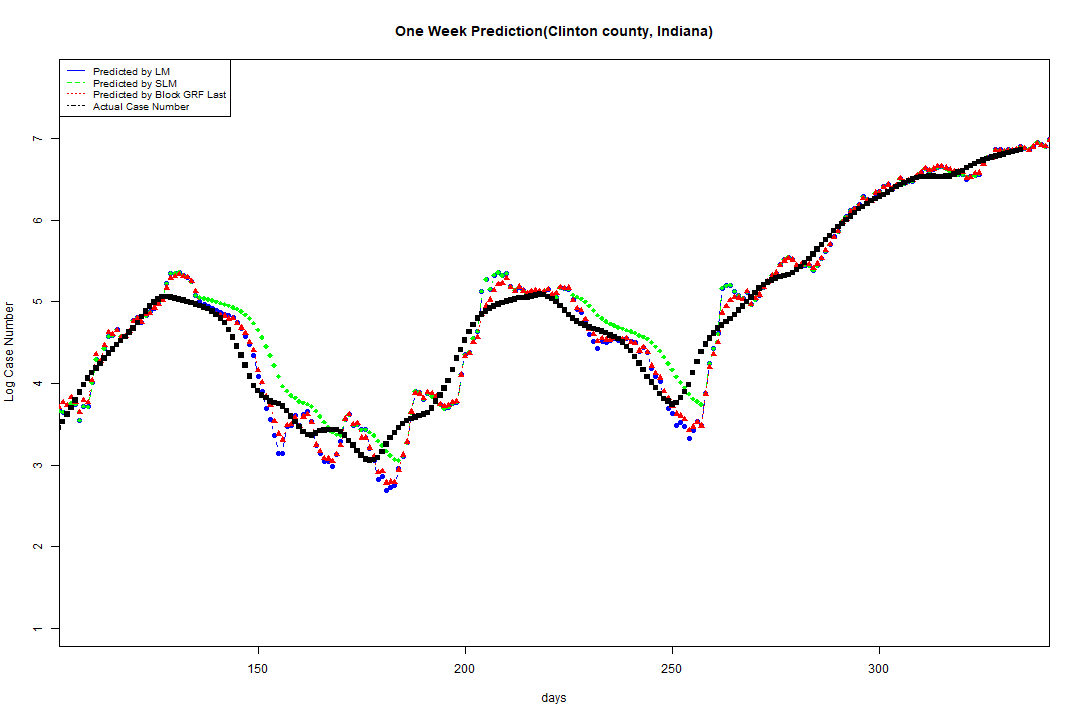 One Week Prediction(Clinton county, Indiana)
Predicted by LM
Predicted by SLM
Predicted by Block GRF Last
Actual Case Number
7
6
5
4
3
2
1
Log Case Number
150 200 250 300
days